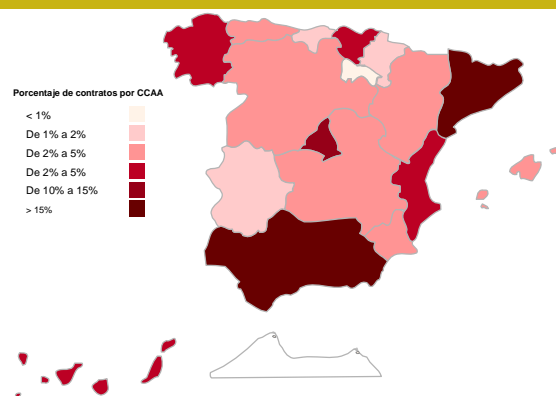 Porcentaje de contratos por CCAA
< 1%
De 1% a 2%
De 2% a 5%
De 2% a 5%
De 10% a 15%
> 15%